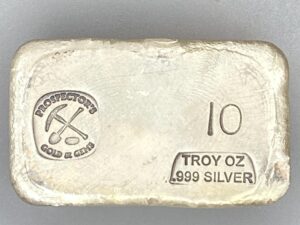 PROSPECTOR'S
GOLD & GEMS
10
TROY OZ
.999 SILVER